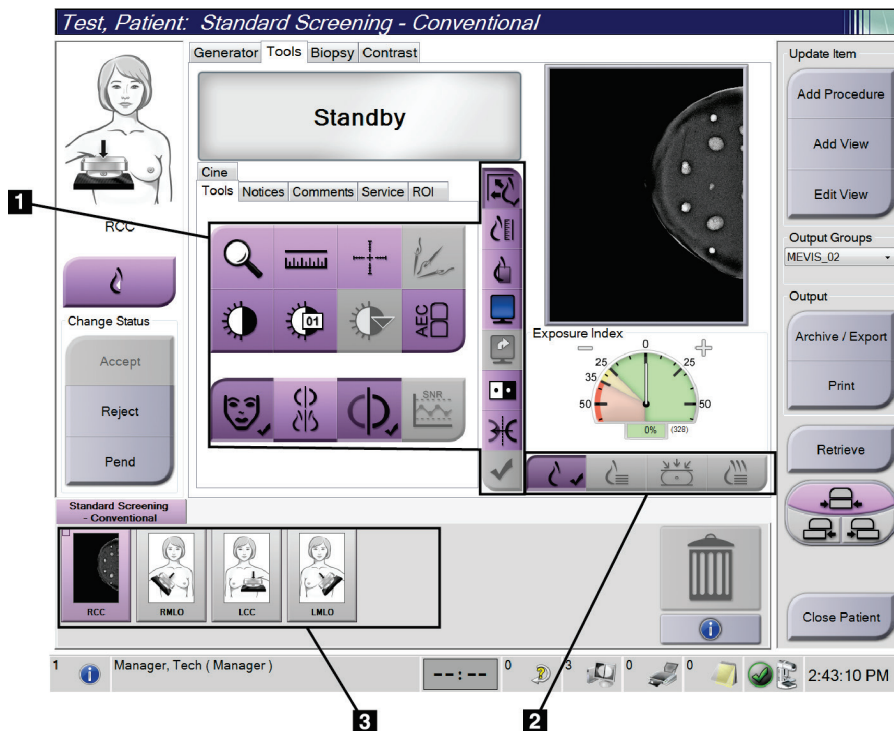 Test, Patient: Standard Screening - Conventional
Generator Tools Biopsy Contrast
Standby
Cine
Tools Notices Comments Service ROI
1
RCC
Change Status
Accept
Reject
Pend
01
AEC
SNR
Exposure Index
0
25 25
35
50 50
0% (328)
Update Item
Add Procedure
Add View
Edit View
Output Groups
MEVIS_02
Output
Archive / Export
Print
Retrieve
Close Patient
Standard Screening
- Conventional
RCC RMLO LCC LMLO
1 Manager, Tech ( Manager ) --:-- 0 3 0 0 2:43:10 PM
3 2